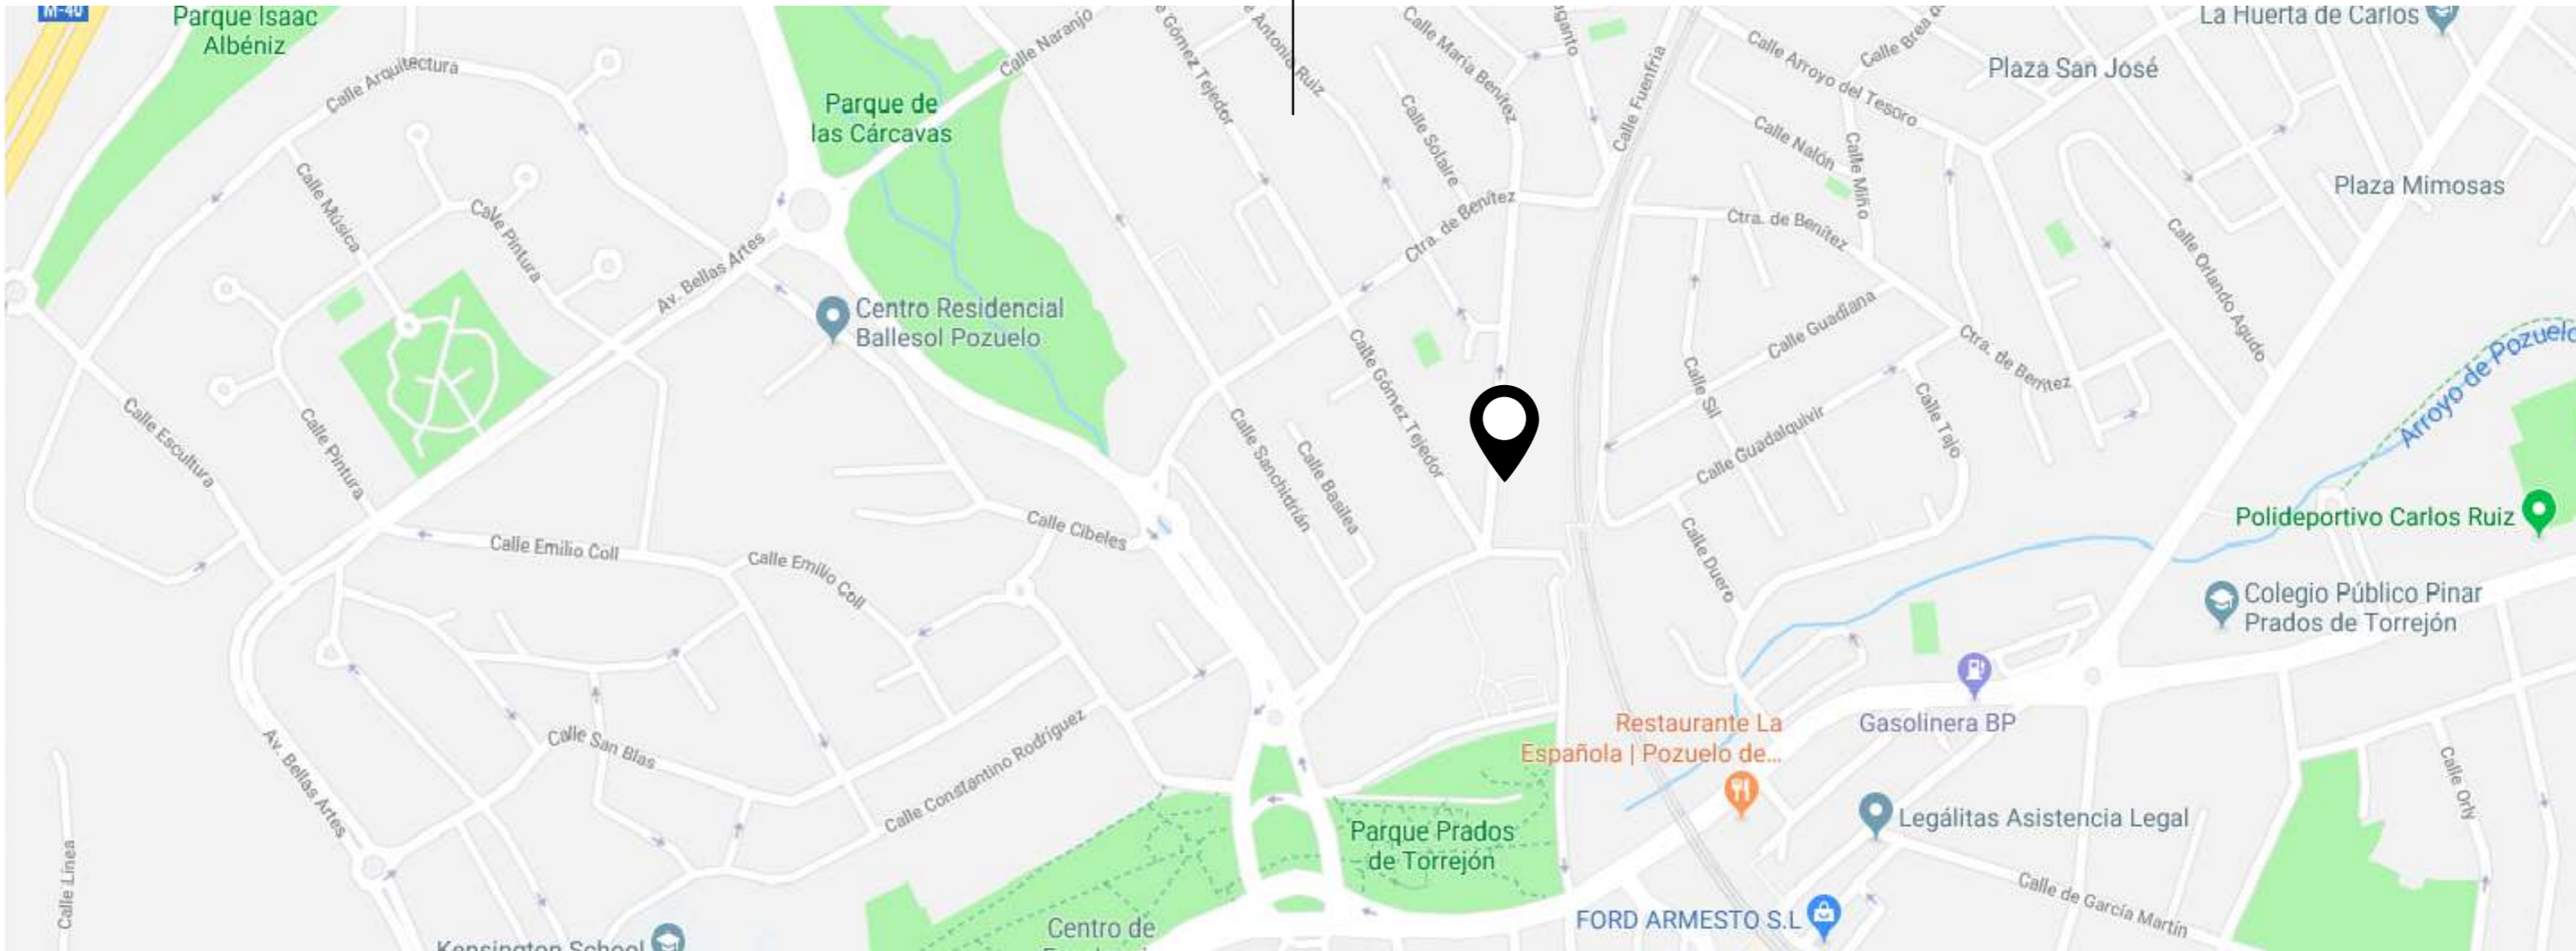 M-40
Parque Isaac
Albéniz
Calle Arquitectura
Calle Naranjo
Gómez Tejedor
Antonia Ruiz
Calle María Benítez
Calle Fuenfría
Calle Arroyo del Tesoro
Calle Brea
La Huerta de Carlos
Plaza San José
Parque de
las Cárcavas
Calle Solaire
Calle Nalón
Calle Miño
Plaza Mimosas
Calle Música
Calle Pintura
Av. Bellas Artes
Ctra. de Benítez
Ctra. de Benítez
Calle Orlando Agudo
Centro Residencial
Ballesol Pozuelo
Calle Gómez Tejedor
Calle Guadiana
Ctra. de Benítez
Arroyo de Pozuelo
Calle Sil
Calle Escultura
Calle Pintura
Calle Sanchidrián
Calle Basilea
Calle Guadalquivir
Calle Tajo
Calle Emilio Coll
Calle Emilio Coll
Calle Cibeles
Calle Duero
Polideportivo Carlos Ruiz
Colegio Público Pinar
Prados de Torrejón
Av. Bellas Artes
Calle San Blas
Calle Constantino Rodríguez
Restaurante La
Española | Pozuelo de...
Gasolinera BP
Calle Orly
Calle Línea
Parque Prados
de Torrejón
Legálitas Asistencia Legal
Calle de García Martín
Kensington School
Centro de
FORD ARMESTO S.L